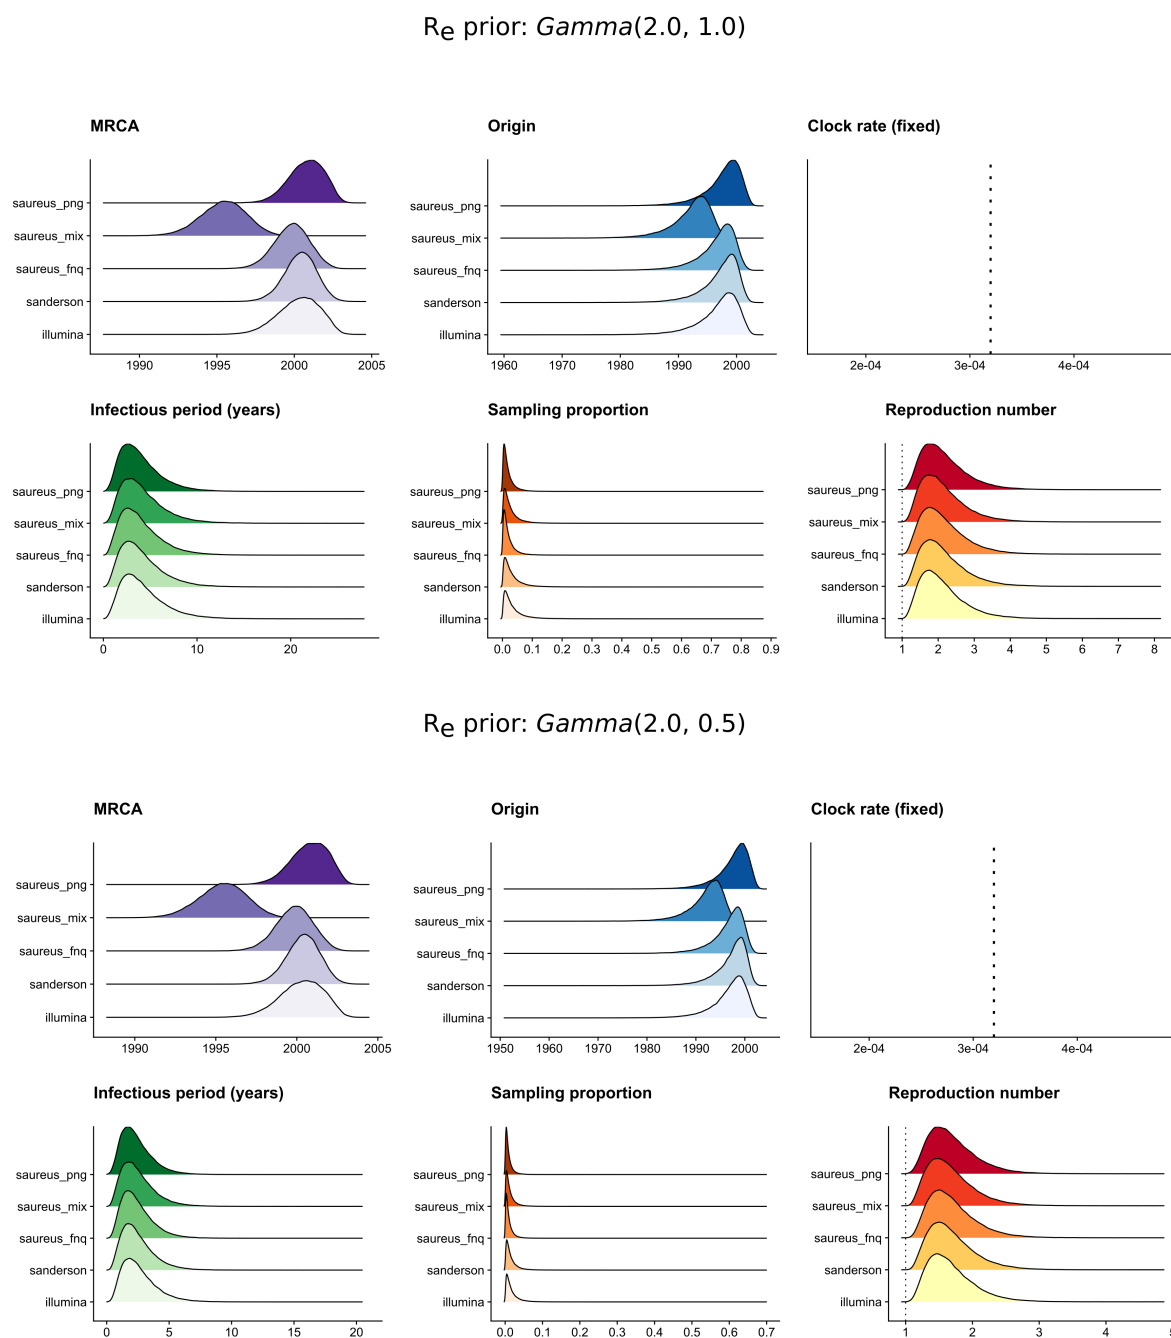 Re prior: Gamma(2.0, 1.0)
MRCA
Origin
Clock rate (fixed)
saureus_png
saureus_mix
saureus_fnq
sanderson
illumina
1990 1995 2000 2005
saureus_png
saureus_mix
saureus_fnq
sanderson
illumina
1960 1970 1980 1990 2000
2e-04 3e-04 4e-04
Infectious period (years)
Sampling proportion
Reproduction number
saureus_png
saureus_mix
saureus_fnq
sanderson
illumina
0 10 20
saureus_png
saureus_mix
saureus_fnq
sanderson
illumina
0.0 0.1 0.2 0.3 0.4 0.5 0.6 0.7 0.8 0.9
saureus_png
saureus_mix
saureus_fnq
sanderson
illumina
1 2 3 4 5 6 7 8
Re prior: Gamma(2.0, 0.5)
MRCA
Origin
Clock rate (fixed)
saureus_png
saureus_mix
saureus_fnq
sanderson
illumina
1990 1995 2000 2005
saureus_png
saureus_mix
saureus_fnq
sanderson
illumina
1950 1960 1970 1980 1990 2000
2e-04 3e-04 4e-04
Infectious period (years)
Sampling proportion
Reproduction number
saureus_png
saureus_mix
saureus_fnq
sanderson
illumina
0 5 10 15 20
saureus_png
saureus_mix
saureus_fnq
sanderson
illumina
0.0 0.1 0.2 0.3 0.4 0.5 0.6 0.7
saureus_png
saureus_mix
saureus_fnq
sanderson
illumina
1 2 3 4